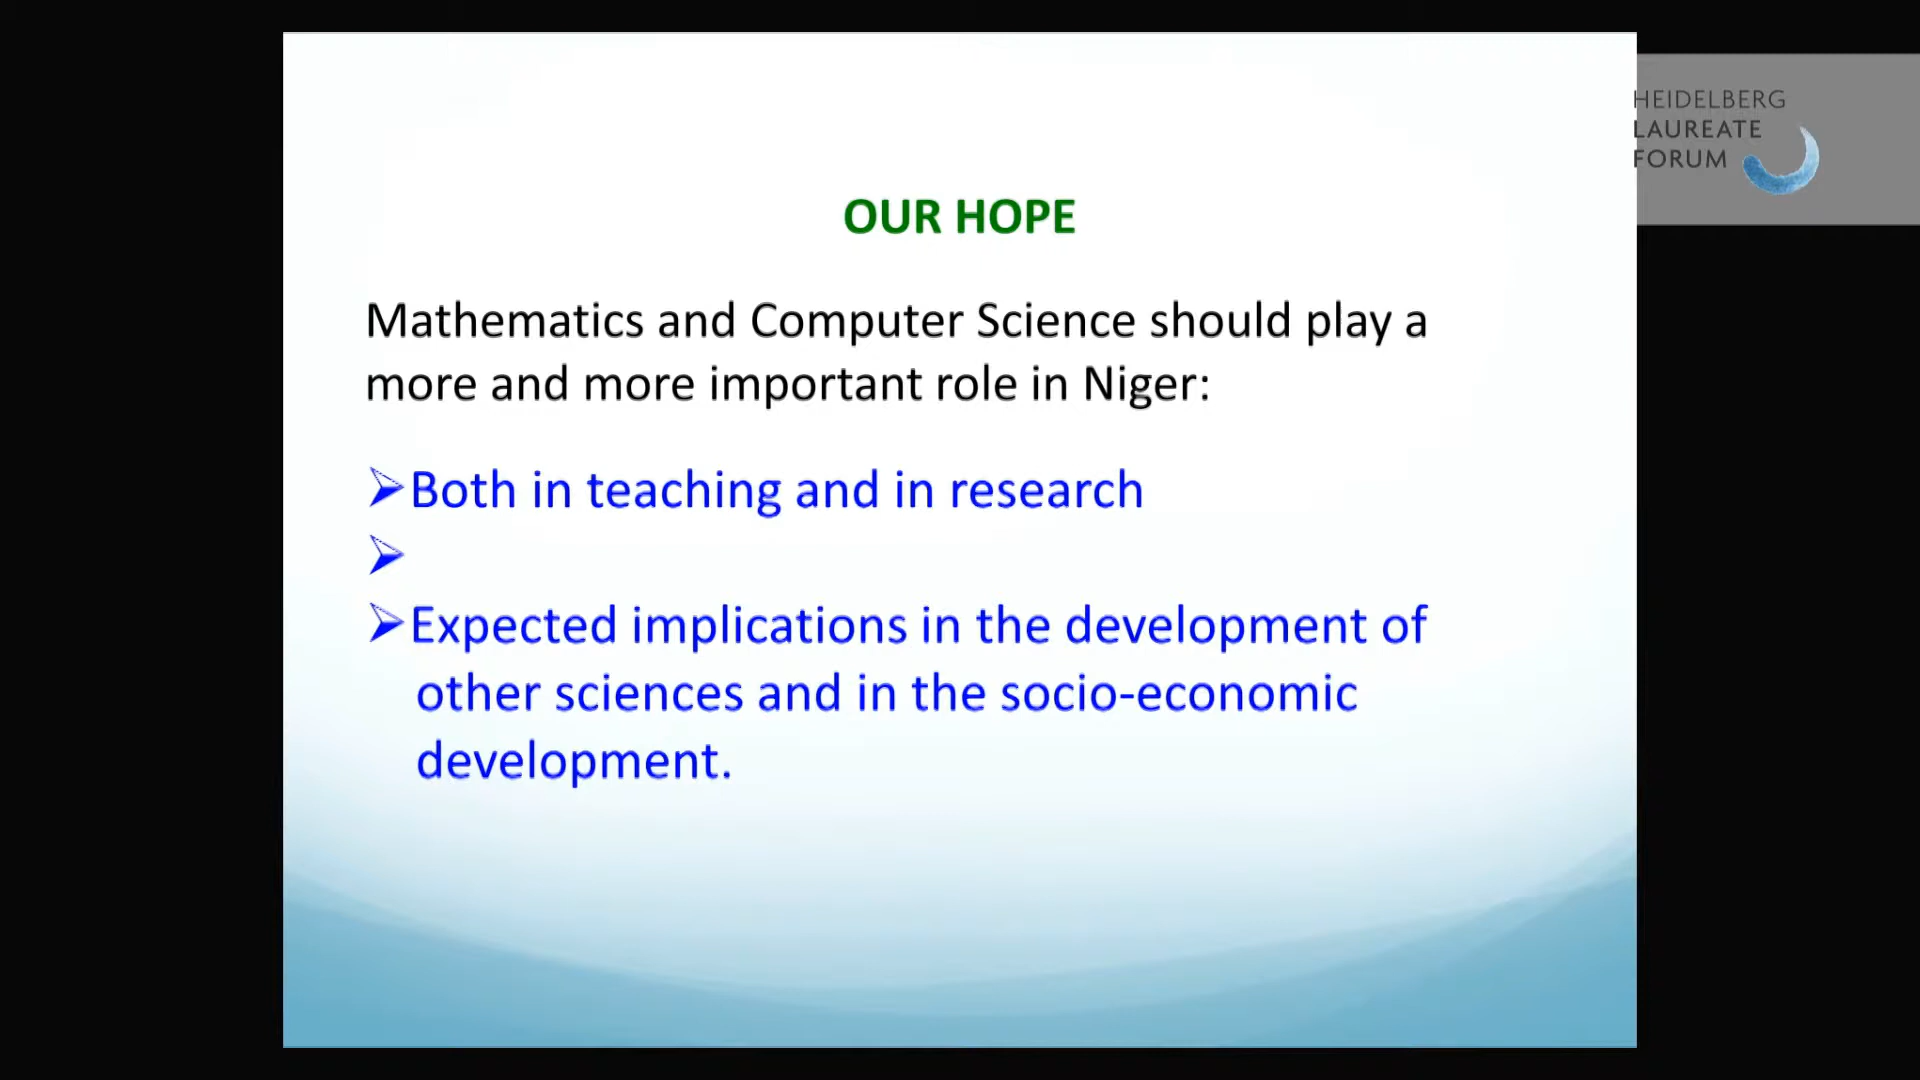 HEIDELBERG
LAUREATE
FORUM
OUR HOPE
Mathematics and Computer Science should play a
more and more important role in Niger:
➢Both in teaching and in research
➢
➢Expected implications in the development of
other sciences and in the socio-economic
development.